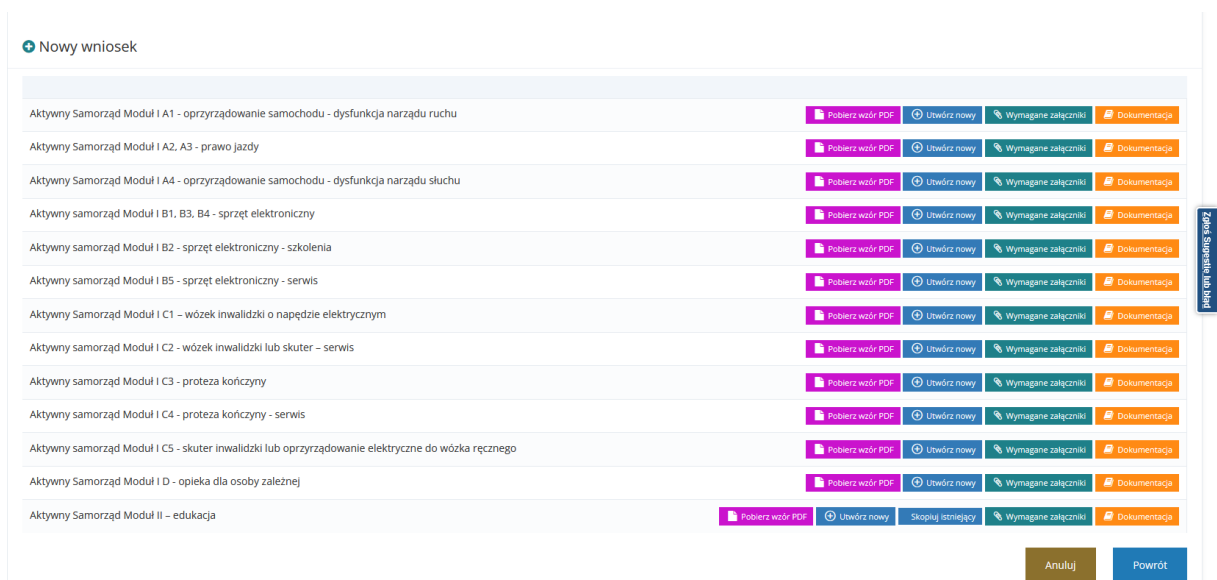 Nowy wniosek
Aktywny Samorząd Moduł I A1 - oprzyrządowanie samochodu - dysfunkcja narządu ruchu Pobierz wzór PDF Utwórz nowy Wymagane załączniki Dokumentacja
Aktywny Samorząd Moduł I A2, A3 - prawo jazdy Pobierz wzór PDF Utwórz nowy Wymagane załączniki Dokumentacja
Aktywny Samorząd Moduł I A4 - oprzyrządowanie samochodu - dysfunkcja narządu słuchu Pobierz wzór PDF Utwórz nowy Wymagane załączniki Dokumentacja
Aktywny samorząd Moduł I B1, B3, B4 - sprzęt elektroniczny Pobierz wzór PDF Utwórz nowy Wymagane załączniki Dokumentacja
Aktywny Samorząd Moduł I B2 - sprzęt elektroniczny - szkolenia Pobierz wzór PDF Utwórz nowy Wymagane załączniki Dokumentacja
Aktywny samorząd Moduł I B5 - sprzęt elektroniczny - serwis Pobierz wzór PDF Utwórz nowy Wymagane załączniki Dokumentacja
Aktywny Samorząd Moduł I C1 – wózek inwalidzki o napędzie elektrycznym Pobierz wzór PDF Utwórz nowy Wymagane załączniki Dokumentacja
Aktywny samorząd Moduł I C2 - wózek inwalidzki lub skuter – serwis Pobierz wzór PDF Utwórz nowy Wymagane załączniki Dokumentacja
Aktywny samorząd Moduł I C3 - proteza kończyny Pobierz wzór PDF Utwórz nowy Wymagane załączniki Dokumentacja
Aktywny samorząd Moduł I C4 - proteza kończyny - serwis Pobierz wzór PDF Utwórz nowy Wymagane załączniki Dokumentacja
Aktywny samorząd Moduł I C5 - skuter inwalidzki lub oprzyrządowanie elektryczne do wózka ręcznego Pobierz wzór PDF Utwórz nowy Wymagane załączniki Dokumentacja
Aktywny Samorząd Moduł I D - opieka dla osoby zależnej Pobierz wzór PDF Utwórz nowy Wymagane załączniki Dokumentacja
Aktywny Samorząd Moduł II – edukacja Pobierz wzór PDF Utwórz nowy Skopiuj istniejący Wymagane załączniki Dokumentacja
Anuluj Powrót
Zgłoś Sugestie lub błąd